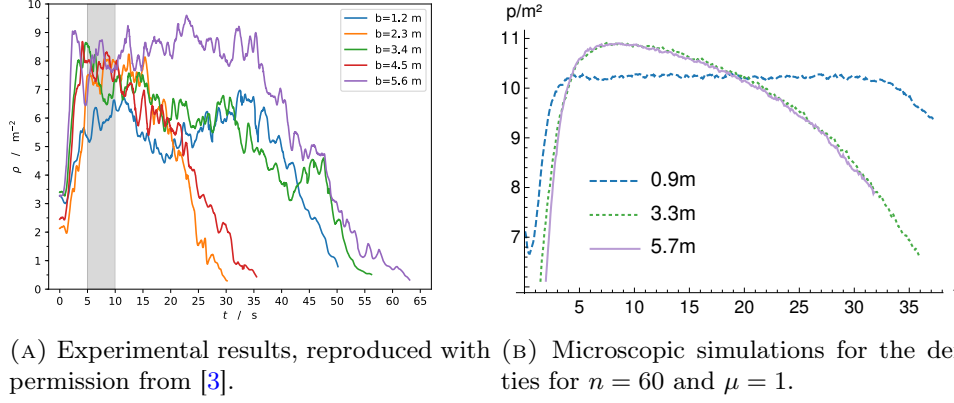 10
9
8
7
6
5
4
3
2
1
0
ρ / m⁻²
b=1.2 m
b=2.3 m
b=3.4 m
b=4.5 m
b=5.6 m
0 5 10 15 20 25 30 35 40 45 50 55 60 65
t / s
p/m²
11
10
9
8
7
0.9m
3.3m
5.7m
5 10 15 20 25 30 35
(A) Experimental results, reproduced with
permission from [3].
(B) Microscopic simulations for the de
ties for n = 60 and μ = 1.